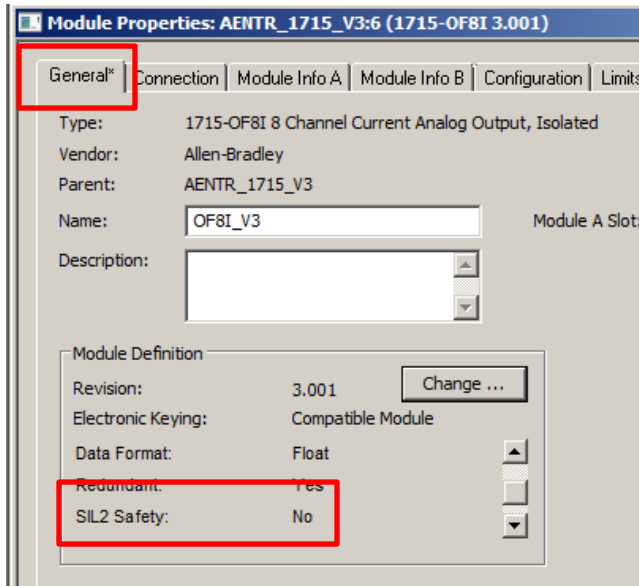 Module Properties: AENTR_1715_V3:6 (1715-OF8I 3.001)
General* Connection Module Info A Module Info B Configuration Limits
Type: 1715-OF8I 8 Channel Current Analog Output, Isolated
Vendor: Allen-Bradley
Parent: AENTR_1715_V3
Name: OF8I_V3 Module A Slot:
Description:
Module Definition
Revision: 3.001 Change ...
Electronic Keying: Compatible Module
Data Format: Float
Redundant: Yes
SIL2 Safety: No